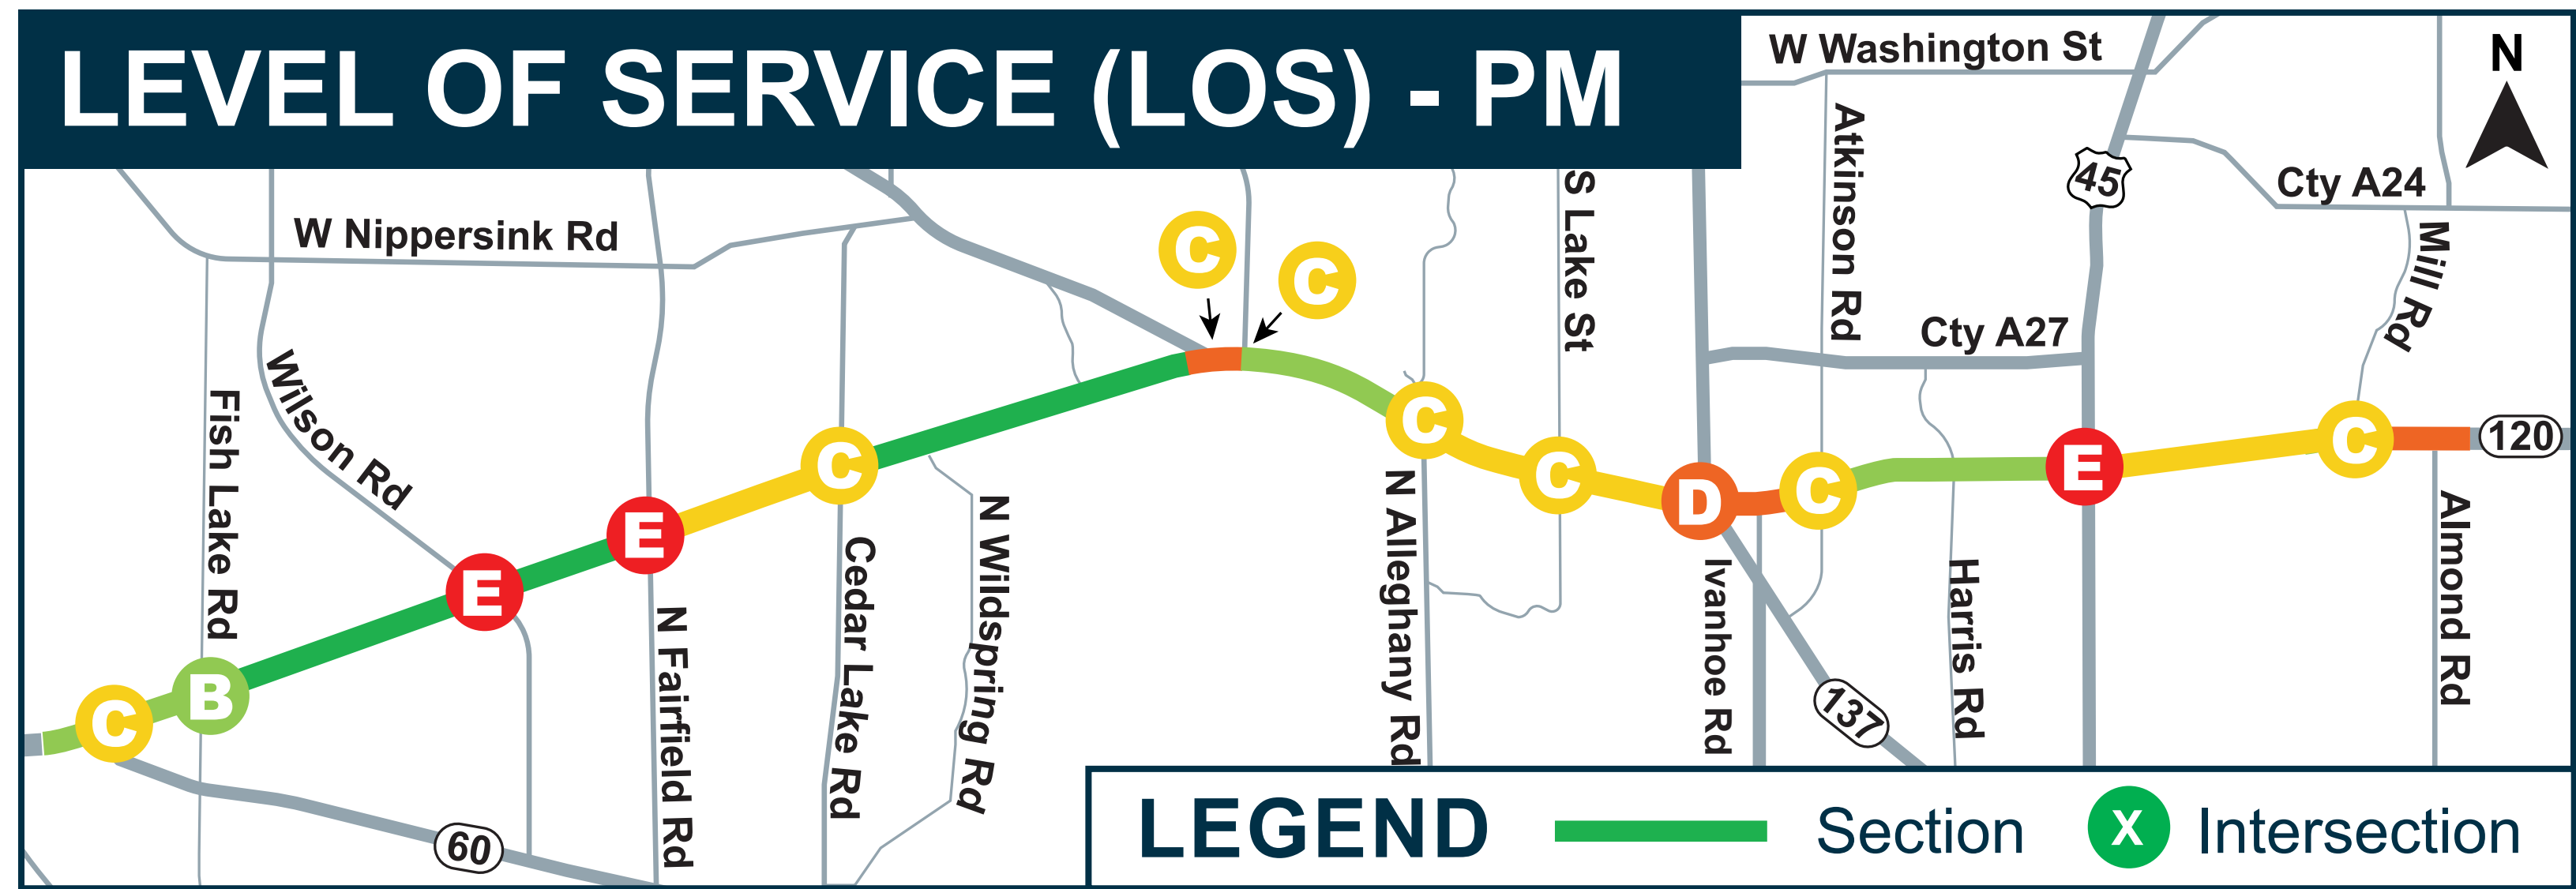 LEVEL OF SERVICE (LOS) - PM
W Washington St
N
Atkinson Rd
45
Cty A24
S Lake St
W Nippersink Rd
C
C
Mill Rd
Cty A27
Wilson Rd
Fish Lake Rd
C
C
C
D
C
E
C
120
E
E
B
C
N Fairfield Rd
Cedar Lake Rd
N Wildspring Rd
N Alleghany Rd
Ivanhoe Rd
137
Harris Rd
Almond Rd
60
LEGEND
Section
X
Intersection